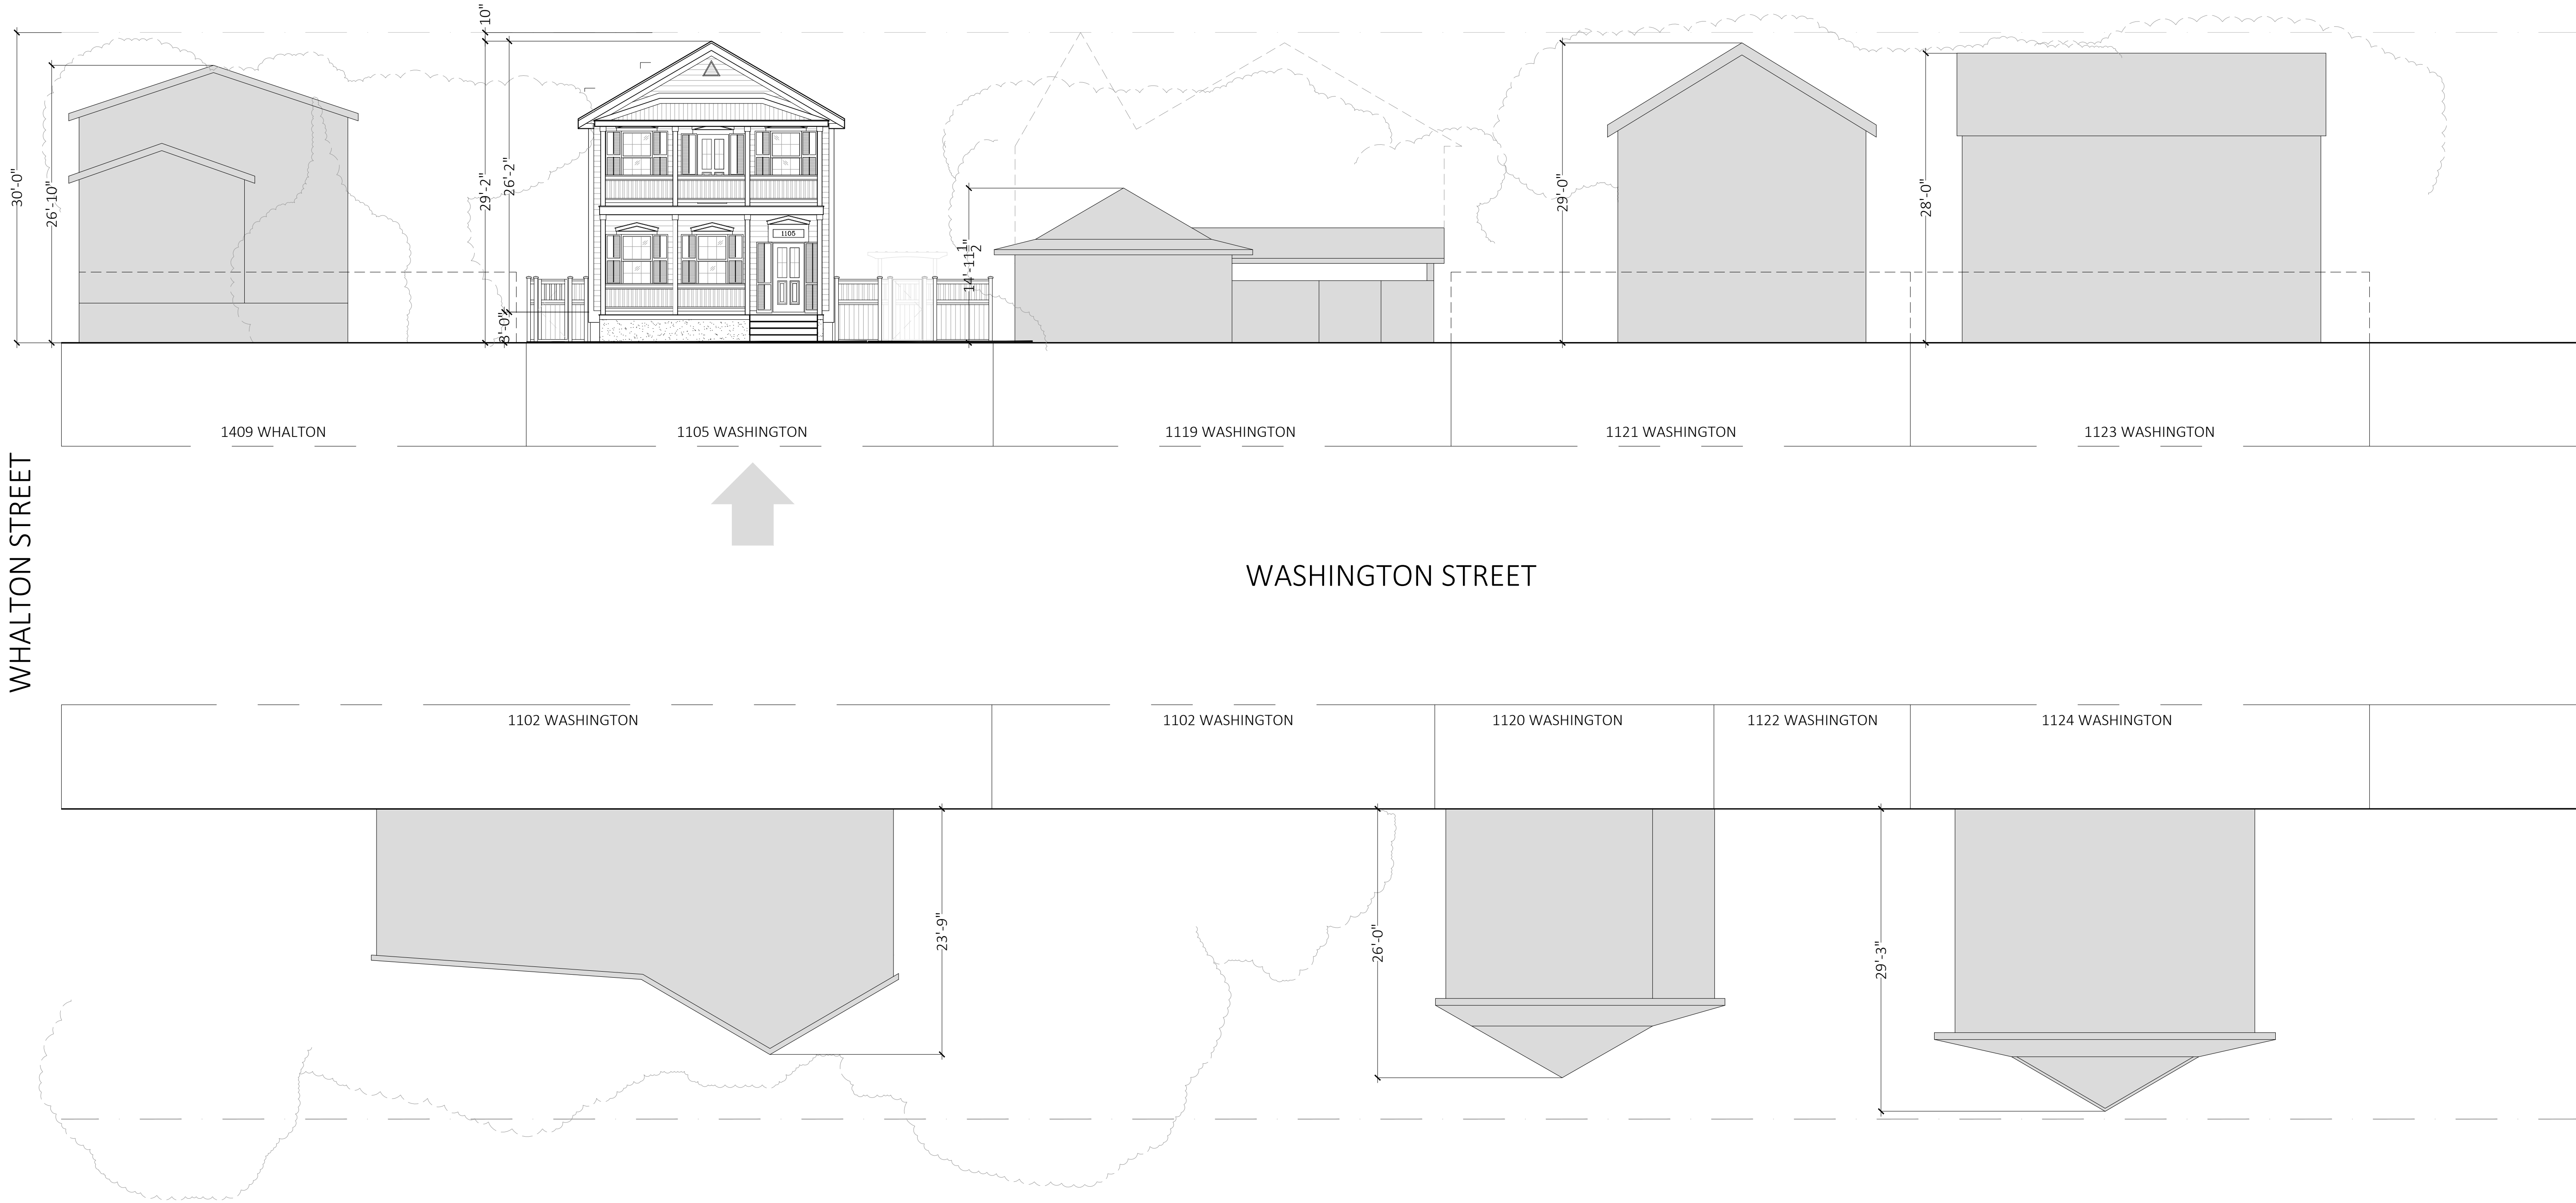 10"
30'-0"
26'-10"
29'-2"
26'-2"
3'-0"
1105
14'-11 1/2"
29'-0"
28'-0"
1409 WHALTON
1105 WASHINGTON
1119 WASHINGTON
1121 WASHINGTON
1123 WASHINGTON
WHALTON STREET
WASHINGTON STREET
1102 WASHINGTON
1102 WASHINGTON
1120 WASHINGTON
1122 WASHINGTON
1124 WASHINGTON
23'-9"
26'-0"
29'-3"